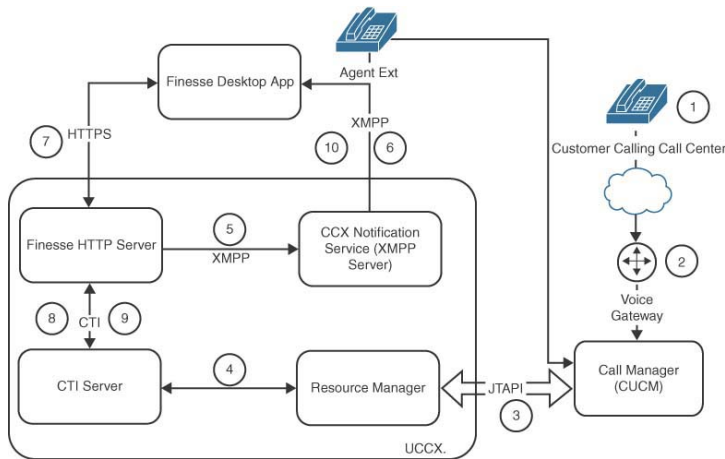 Agent Ext
Finesse Desktop App
1
XMPP
7
HTTPS
10
6
Customer Calling Call Center
Finesse HTTP Server
5
XMPP
CCX Notification
Service (XMPP
Server)
2
Voice
Gateway
8
CTI
9
CTI Server
4
Resource Manager
JTAPI
3
Call Manager
(CUCM)
UCCX.